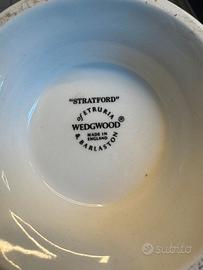 "STRATFORD"
OF ETRURIA
WEDGWOOD®
MADE IN
ENGLAND
& BARLASTON
subito